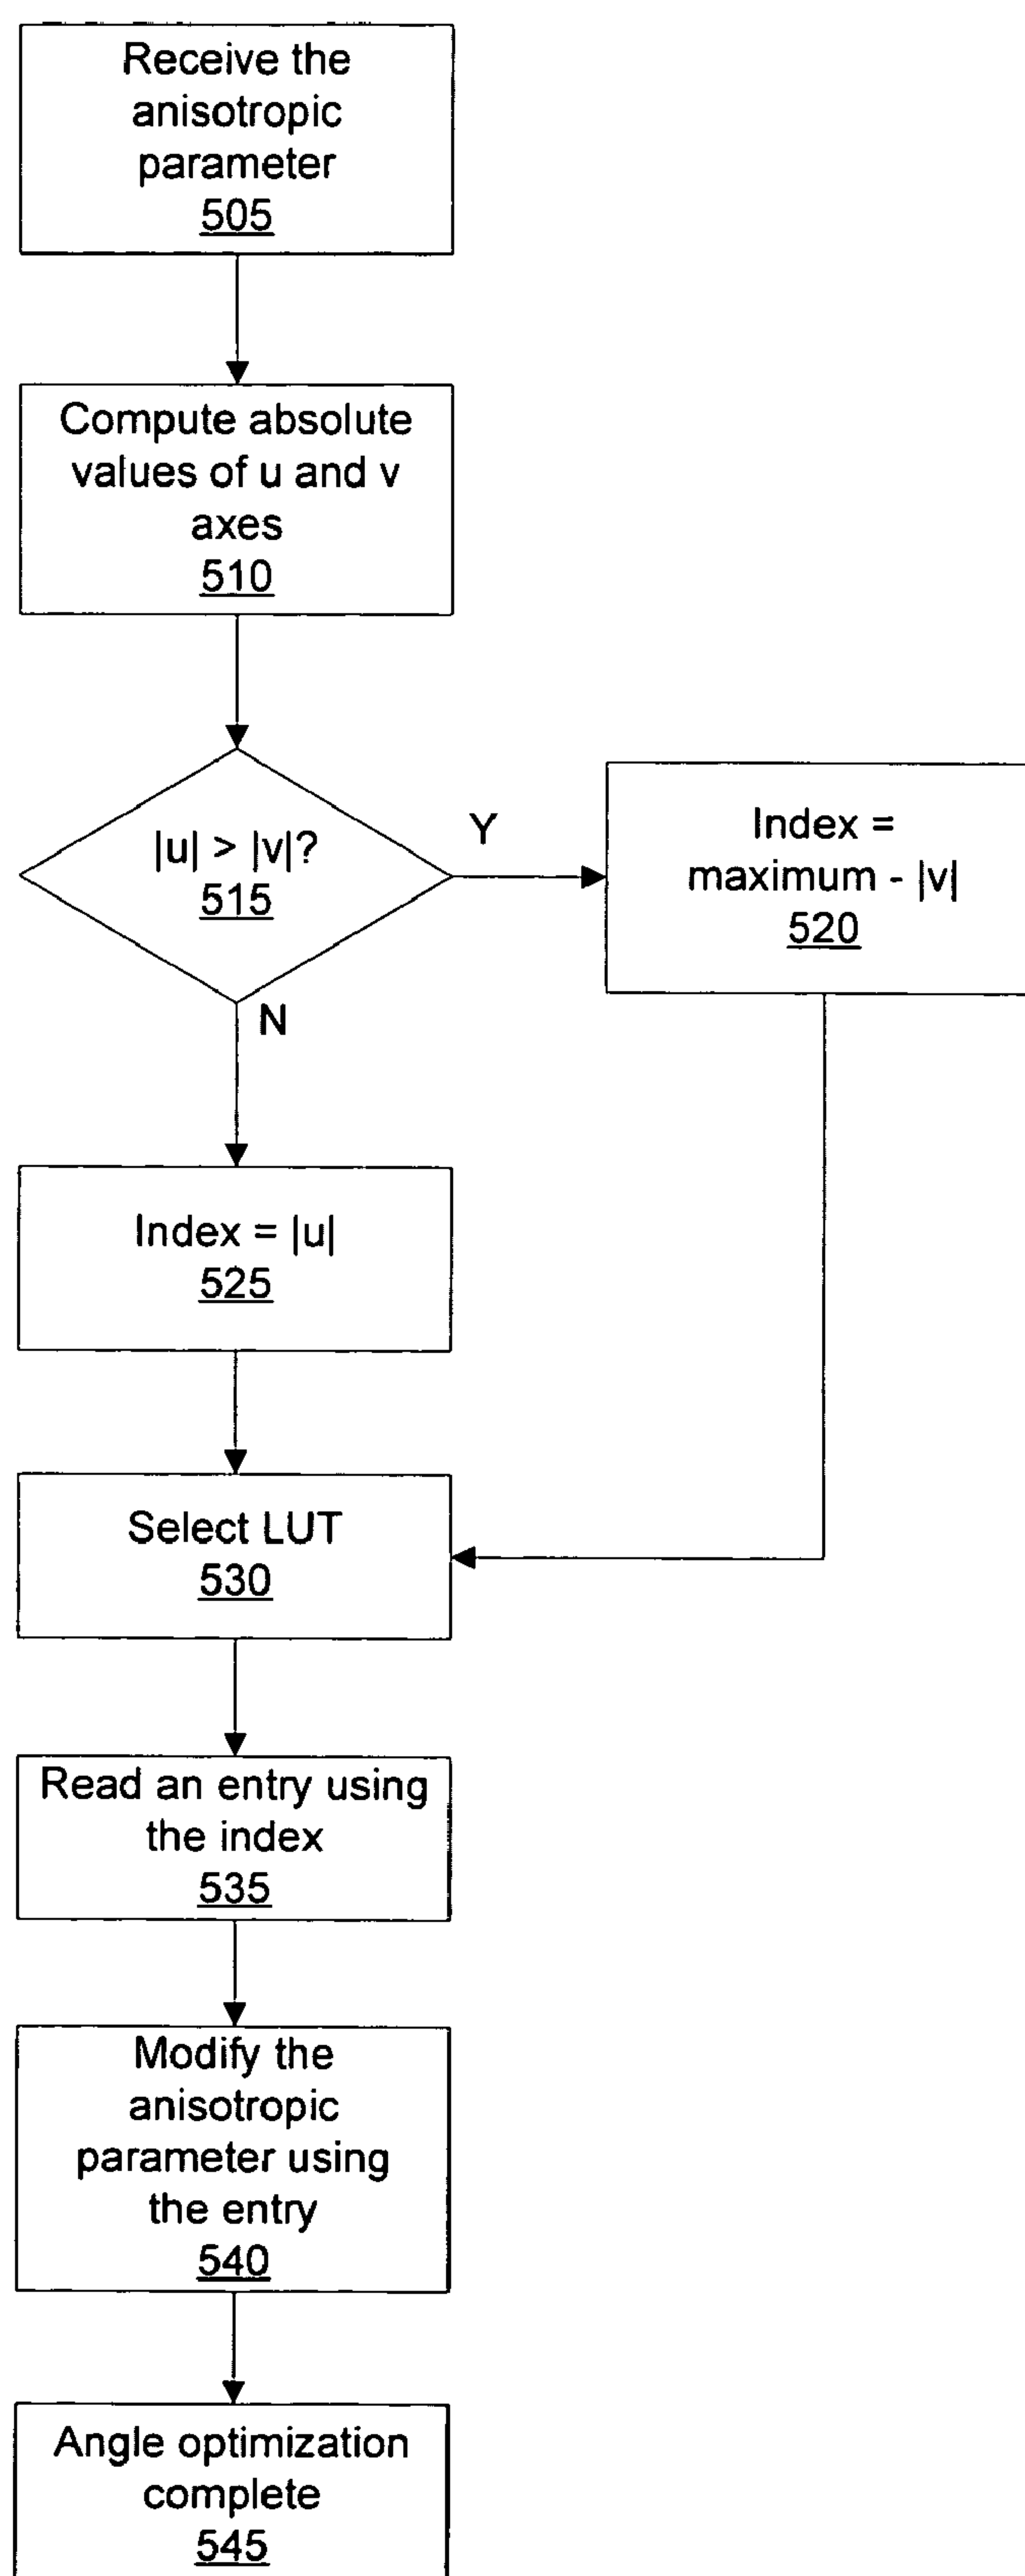 Receive the
anisotropic
parameter
505
Compute absolute
values of u and v
axes
510
|u| > |v|?
515
Y
Index =
maximum - |v|
520
N
Index = |u|
525
Select LUT
530
Read an entry using
the index
535
Modify the
anisotropic
parameter using
the entry
540
Angle optimization
complete
545